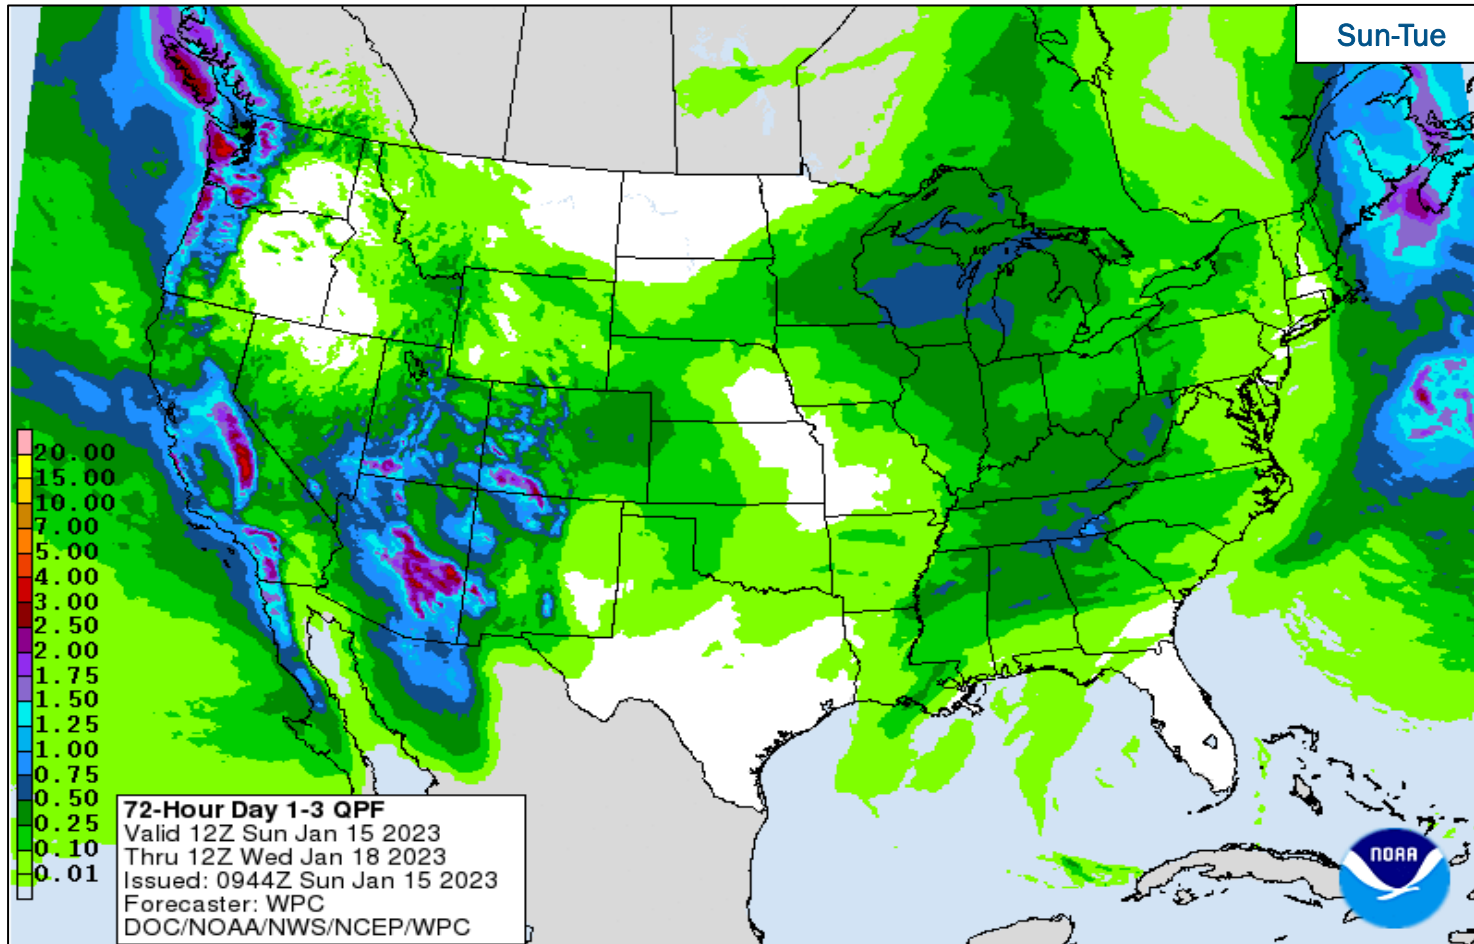 Sun-Tue
20.00
15.00
10.00
7.00
5.00
4.00
3.00
2.50
2.00
1.75
1.50
1.25
1.00
0.75
0.50
0.25
0.10
0.01
72-Hour Day 1-3 QPF
Valid 12Z Sun Jan 15 2023
Thru 12Z Wed Jan 18 2023
Issued: 0944Z Sun Jan 15 2023
Forecaster: WPC
DOC/NOAA/NWS/NCEP/WPC
NOAA